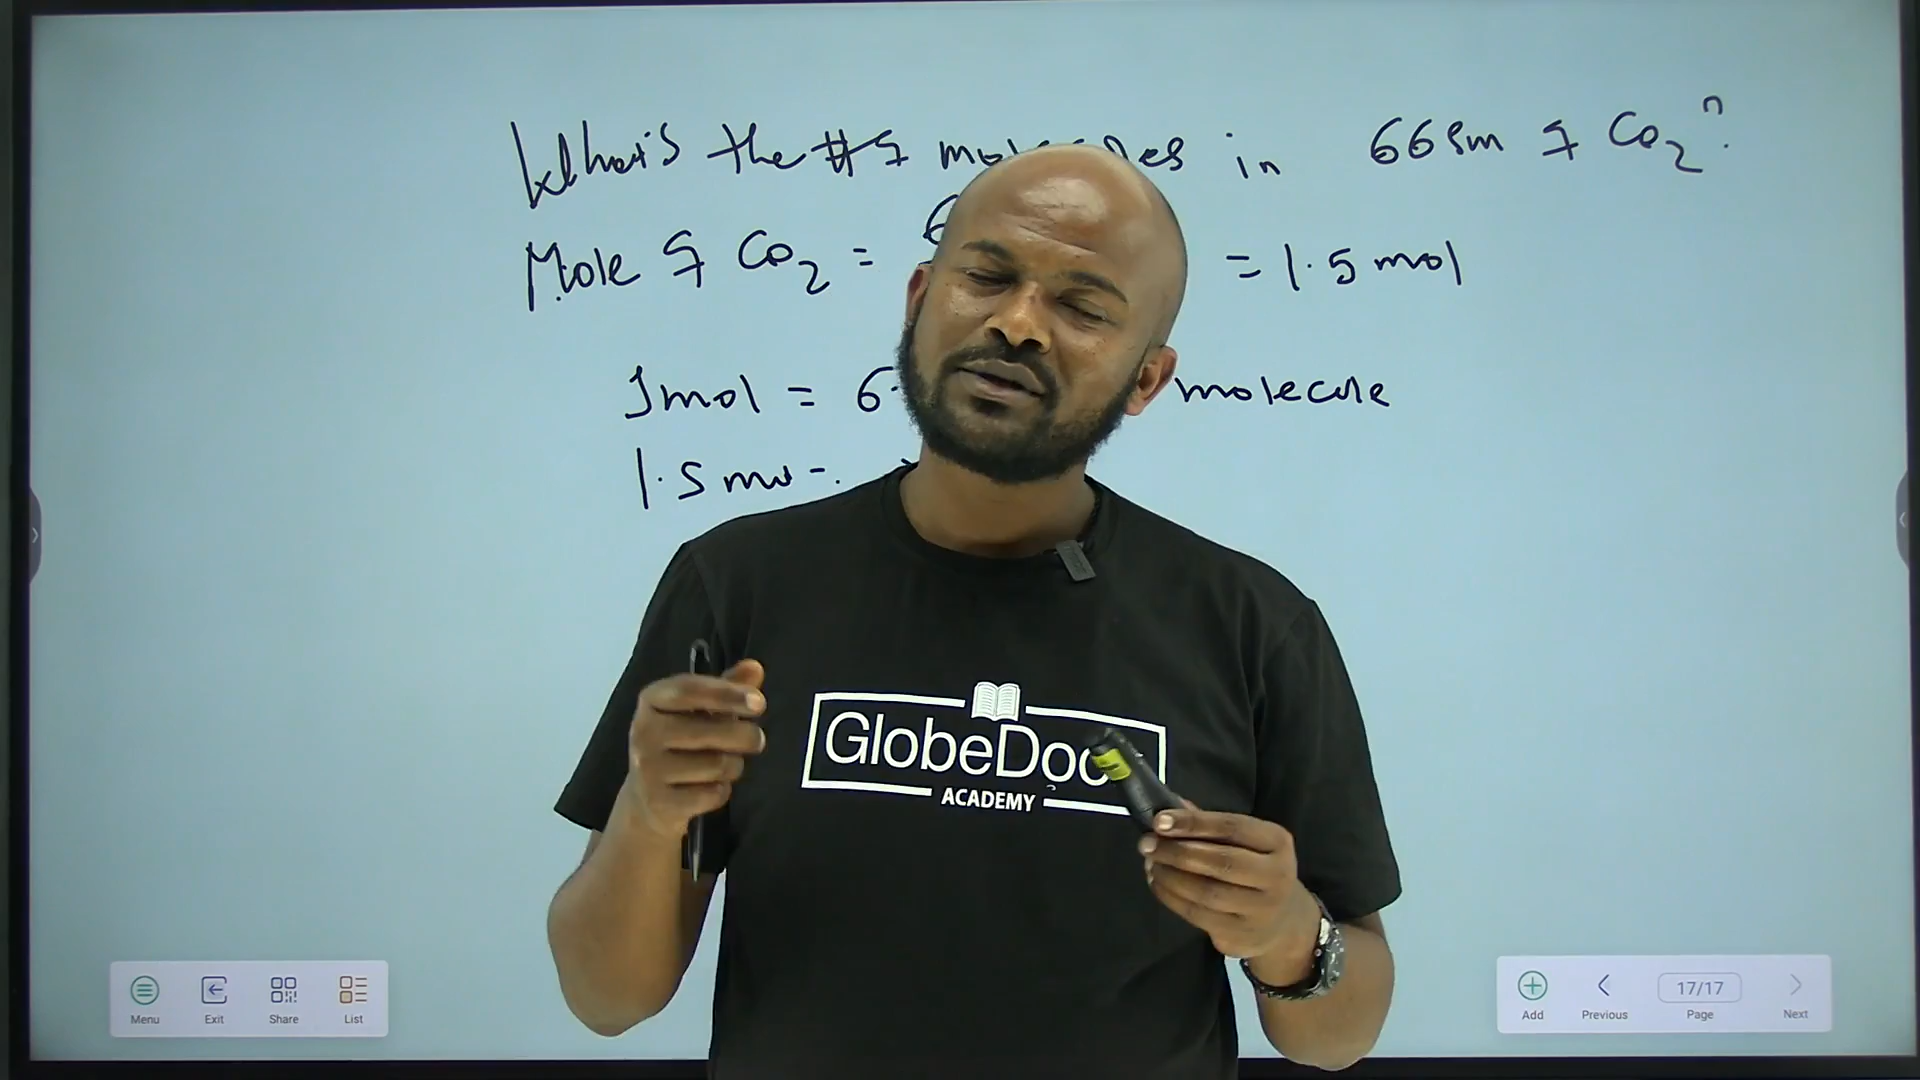 What's the # of molecules in 66gm of CO2?
Mole of CO2 = 6 = 1.5 mol
1mol = 6. molecule
1.5 mo =
GlobeDoc
ACADEMY
Menu Exit Share List
Add Previous 17/17 Page Next